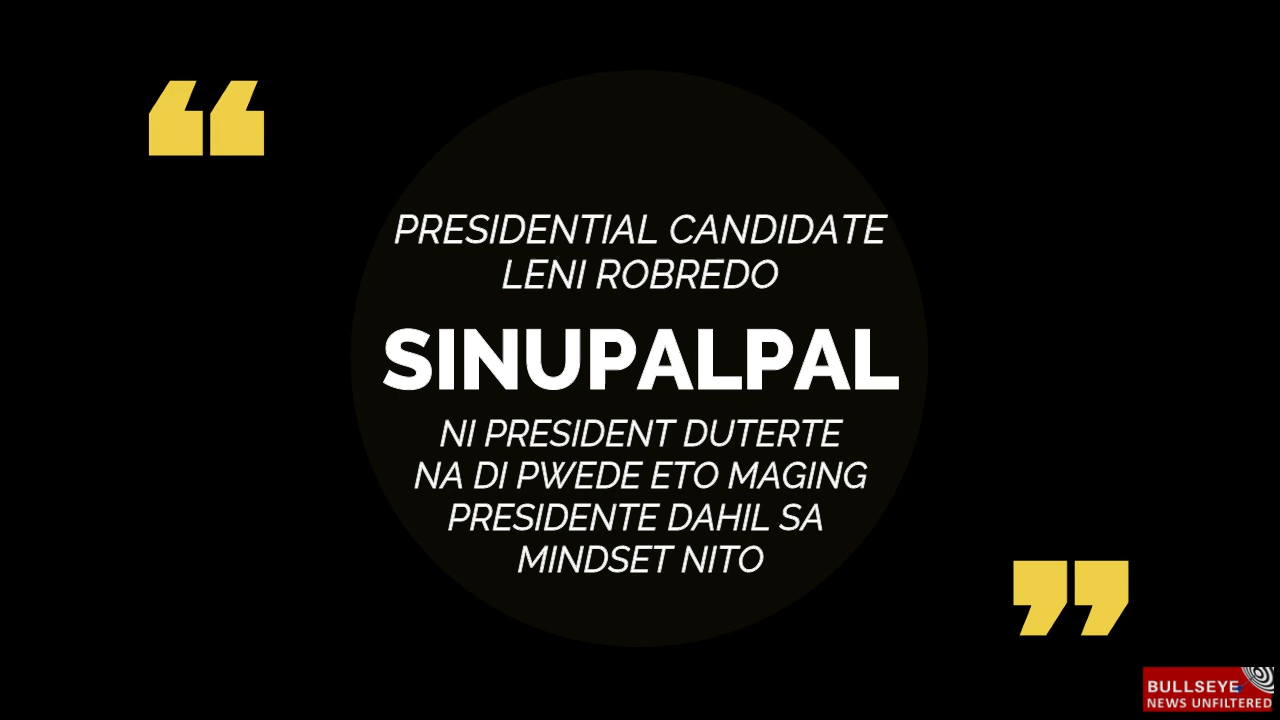 PRESIDENTIAL CANDIDATE
LENI ROBREDO
SINUPALPAL
NI PRESIDENT DUTERTE
NA DI PWEDE ETO MAGING
PRESIDENTE DAHIL SA
MINDSET NITO
BULLSEYE
NEWS UNFILTERED